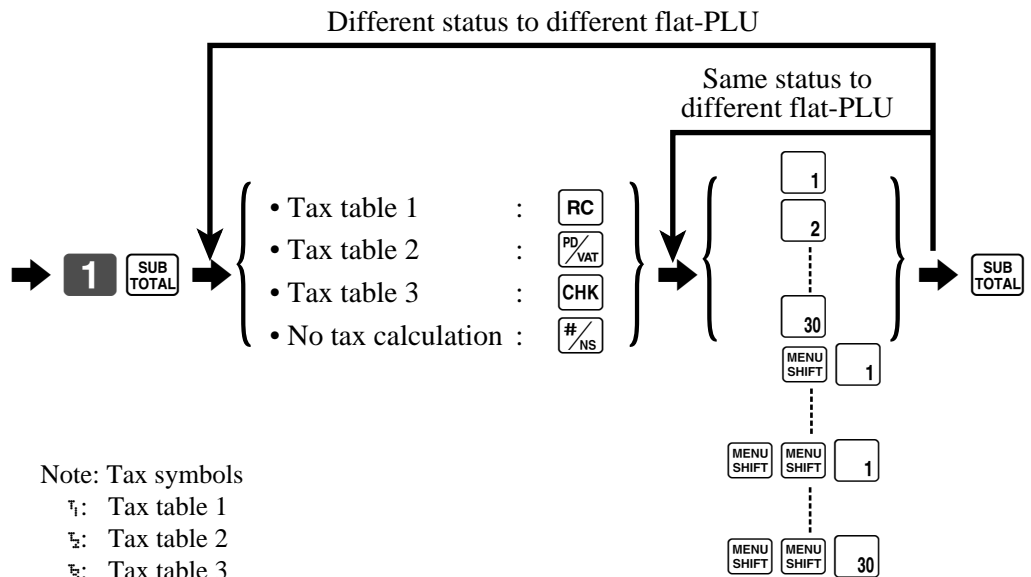 Different status to different flat-PLU
Same status to
different flat-PLU
1
SUB
TOTAL
• Tax table 1 : RC
• Tax table 2 : PD/VAT
• Tax table 3 : CHK
• No tax calculation : #/NS
1
2
30
MENU
SHIFT
1
MENU
SHIFT
MENU
SHIFT
1
MENU
SHIFT
MENU
SHIFT
30
SUB
TOTAL
Note: Tax symbols
T1: Tax table 1
T2: Tax table 2
T3: Tax table 3